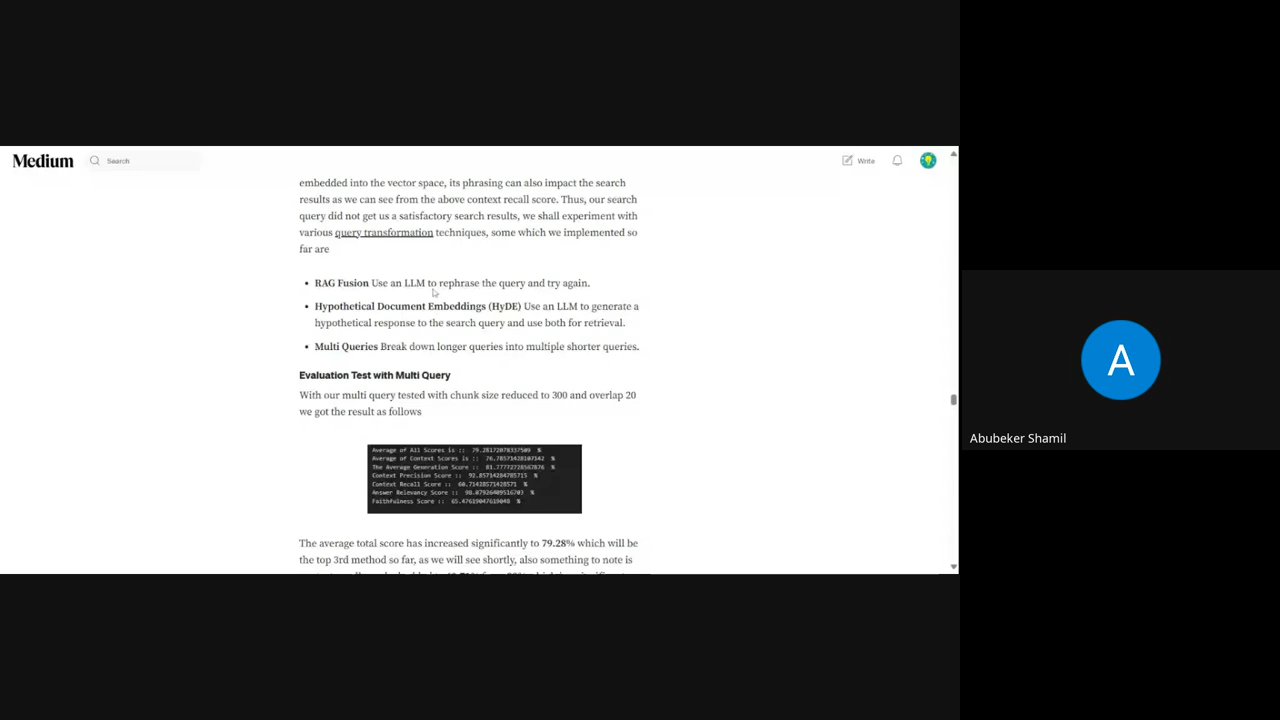 Medium
Search
Write
embedded into the vector space, its phrasing can also impact the search
results as we can see from the above context recall score. Thus, our search
query did not get us a satisfactory search results, we shall experiment with
various query transformation techniques, some which we implemented so
far are
• RAG Fusion Use an LLM to rephrase the query and try again.
• Hypothetical Document Embeddings (HyDE) Use an LLM to generate a
hypothetical response to the search query and use both for retrieval.
• Multi Queries Break down longer queries into multiple shorter queries.
Evaluation Test with Multi Query
With our multi query tested with chunk size reduced to 300 and overlap 20
we got the result as follows
Average of All Scores is :: 79.28172078337509 %
Average of Context Scores is :: 76.78571428107342 %
The Average Generation Score :: 81.77772728567876 %
Context Precision Score :: 92.85714284785715 %
Context Recall Score :: 60.71428571428571 %
Answer Relevancy Score :: 98.07926409516703 %
Faithfulness Score :: 65.47619047619048 %
The average total score has increased significantly to 79.28% which will be
the top 3rd method so far, as we will see shortly, also something to note is
A
Abubeker Shamil